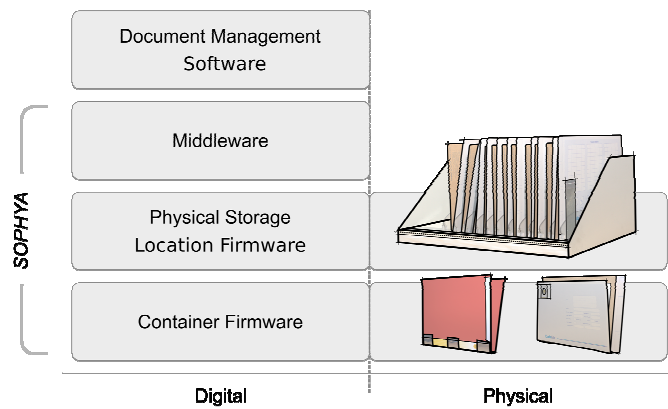 Document Management
Software
Middleware
Physical Storage
Location Firmware
Container Firmware
SOPHYA
Digital
Physical